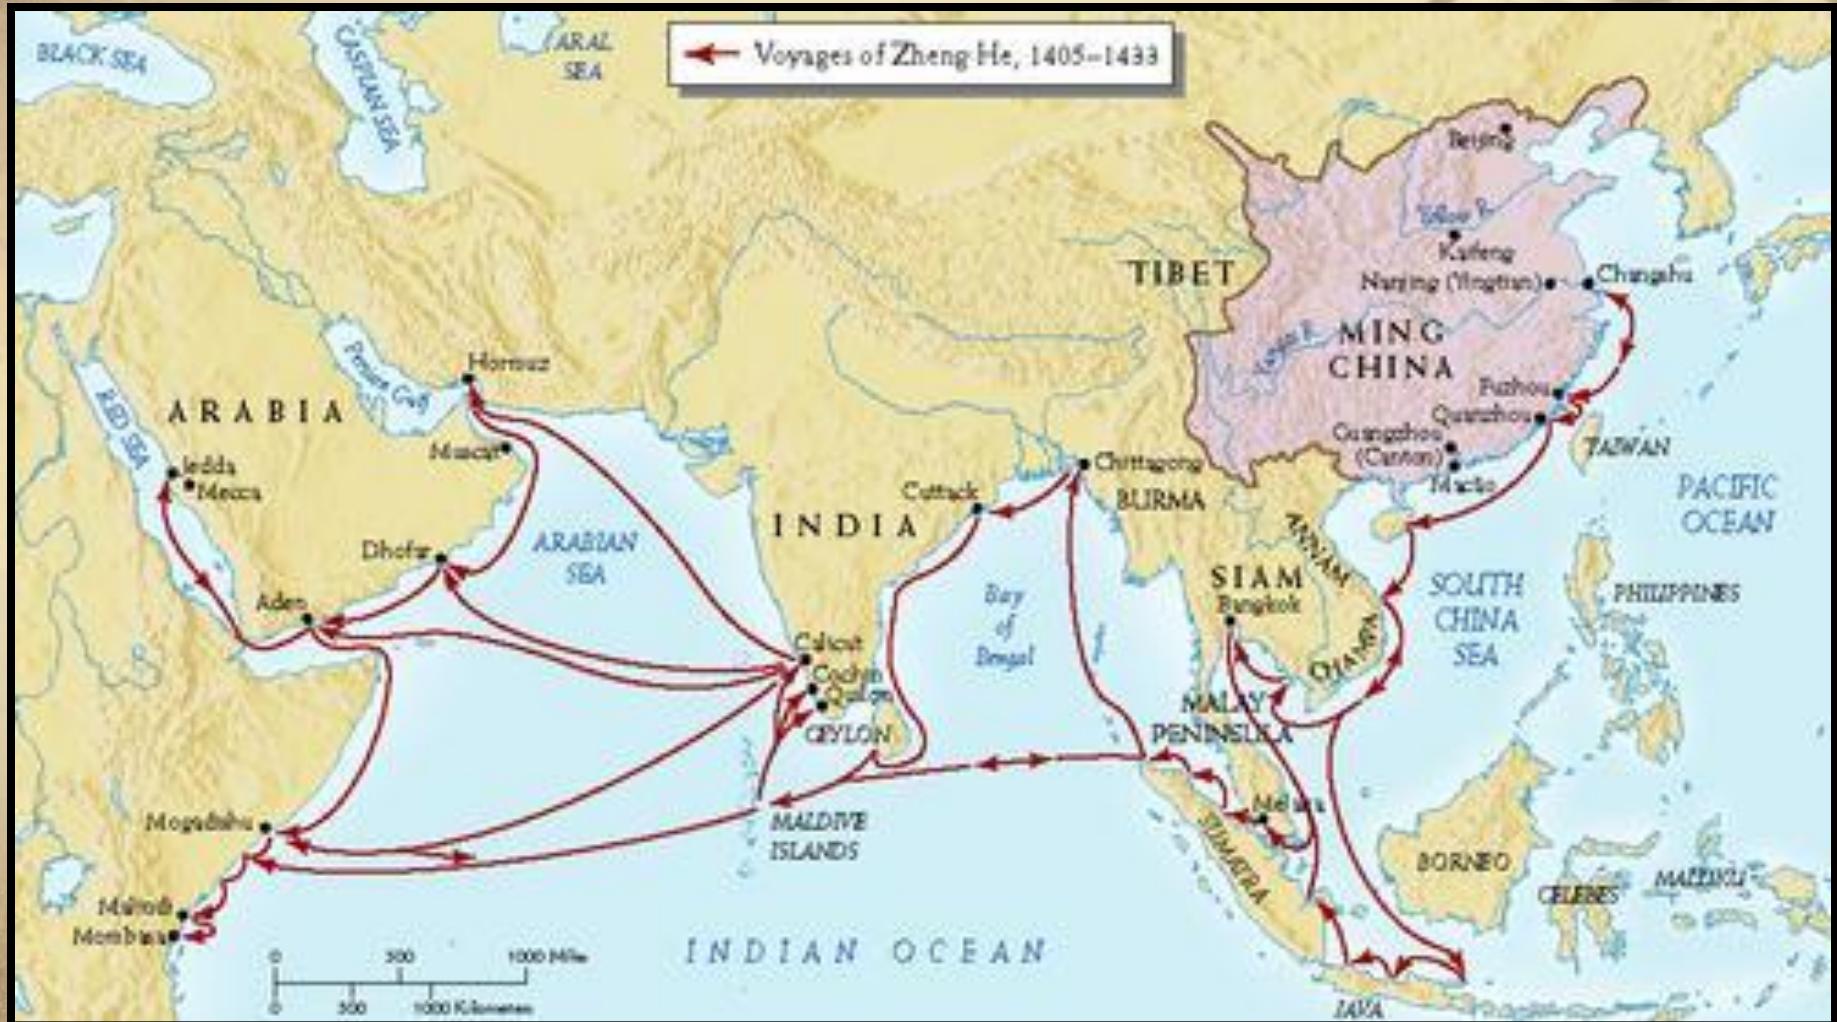 Voyages of Zheng He, 1405–1433
BLACK SEA
CASPIAN SEA
ARAL
SEA
Beijing
Yellow R.
Kaifeng
Nanjing (Yingtian)
Changshu
TIBET
MING
CHINA
Yangzi R.
Fuzhou
Quanzhou
Guangzhou
(Canton)
Macao
TAIWAN
PACIFIC
OCEAN
Hormuz
Persian Gulf
RED SEA
ARABIA
Muscat
Jedda
Mecca
Dhofar
Aden
ARABIAN
SEA
INDIA
Cuttack
Chittagong
BURMA
ANNAM
SIAM
Bangkok
CHAMPA
SOUTH
CHINA
SEA
PHILIPPINES
Bay
of
Bengal
Calicut
Cochin
Quilon
CEYLON
MALAY
PENINSULA
Mogadishu
MALDIVE
ISLANDS
Melaka
SUMATRA
BORNEO
CELEBES
MALUKU
Malindi
Mombasa
INDIAN OCEAN
JAVA
0 500 1000 Miles
0 500 1000 Kilometers